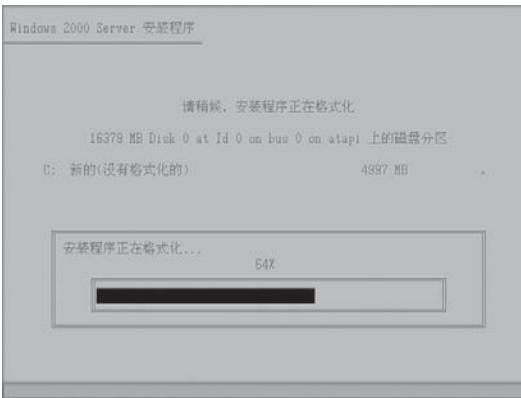 Windows 2000 Server 安装程序
请稍候，安装程序正在格式化
16379 MB Disk 0 at Id 0 on bus 0 on atapi 上的磁盘分区
C: 新的(没有格式化的) 4997 MB 。
安装程序正在格式化...
64%